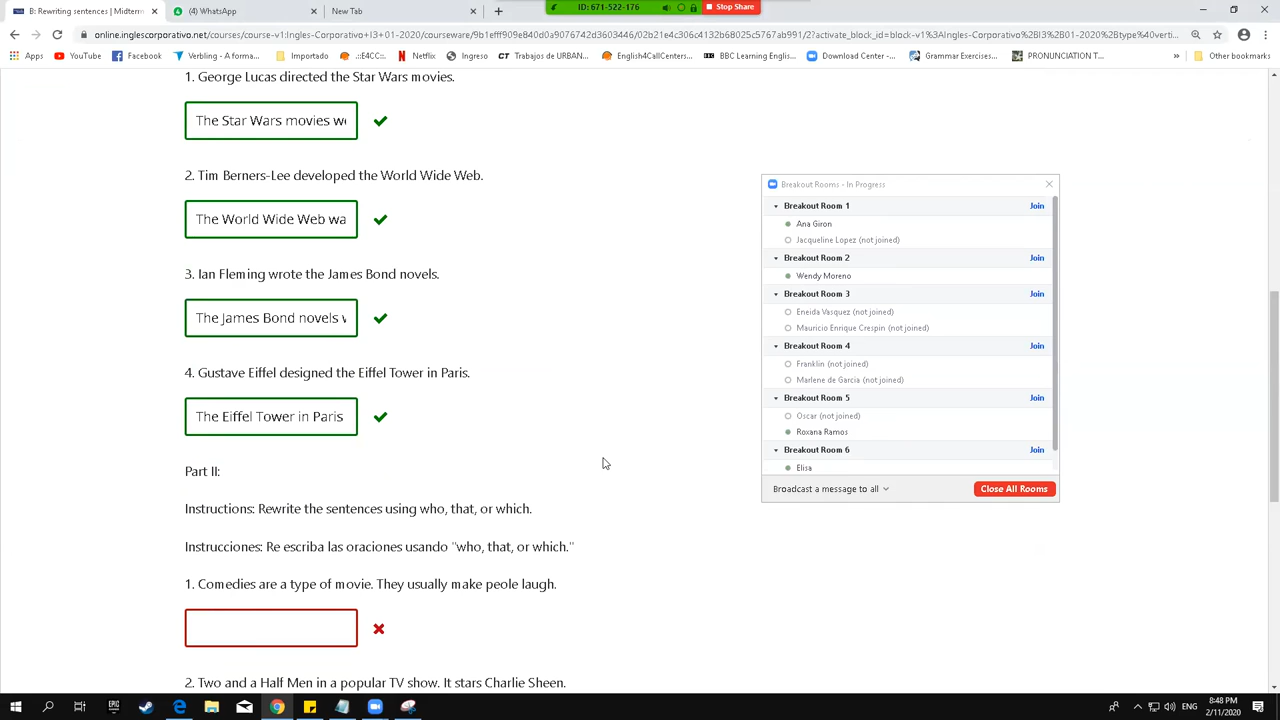 B: Rewriting sentences | Midterm
(4) WhatsApp
New Tab
ID: 671-522-176
Stop Share
online.inglescorporativo.net/courses/course-v1:Ingles-Corporativo+I3+01-2020/courseware/9b1efff909e840d0a9076742d3603446/02b21e4c306c4132b68025c5767ab991/2?activate_block_id=block-v1%3AIngles-Corporativo%2BI3%2B01-2020%2Btype%40verti...
Apps
YouTube
Facebook
Verbling - A forma...
Importado
.::E4CC::.
Netflix
Ingreso
CT Trabajos de URBAN...
English4CallCenters...
BBC Learning Engli...
Download Center -...
Grammar Exercises...
PRONUNCIATION T...
»
Other bookmarks
1. George Lucas directed the Star Wars movies.
The Star Wars movies we
2. Tim Berners-Lee developed the World Wide Web.
The World Wide Web wa
3. Ian Fleming wrote the James Bond novels.
The James Bond novels w
4. Gustave Eiffel designed the Eiffel Tower in Paris.
The Eiffel Tower in Paris
Part II:
Instructions: Rewrite the sentences using who, that, or which.
Instrucciones: Re escriba las oraciones usando "who, that, or which."
1. Comedies are a type of movie. They usually make peole laugh.
2. Two and a Half Men in a popular TV show. It stars Charlie Sheen.
Breakout Rooms - In Progress
Breakout Room 1 Join
Ana Giron
Jacqueline Lopez (not joined)
Breakout Room 2 Join
Wendy Moreno
Breakout Room 3 Join
Eneida Vasquez (not joined)
Mauricio.Enrique Crespin (not joined)
Breakout Room 4 Join
Franklin (not joined)
Marlene de Garcia (not joined)
Breakout Room 5 Join
Oscar (not joined)
Roxana Ramos
Breakout Room 6 Join
Elisa
Broadcast a message to all
Close All Rooms
ENG
8:48 PM
2/11/2020